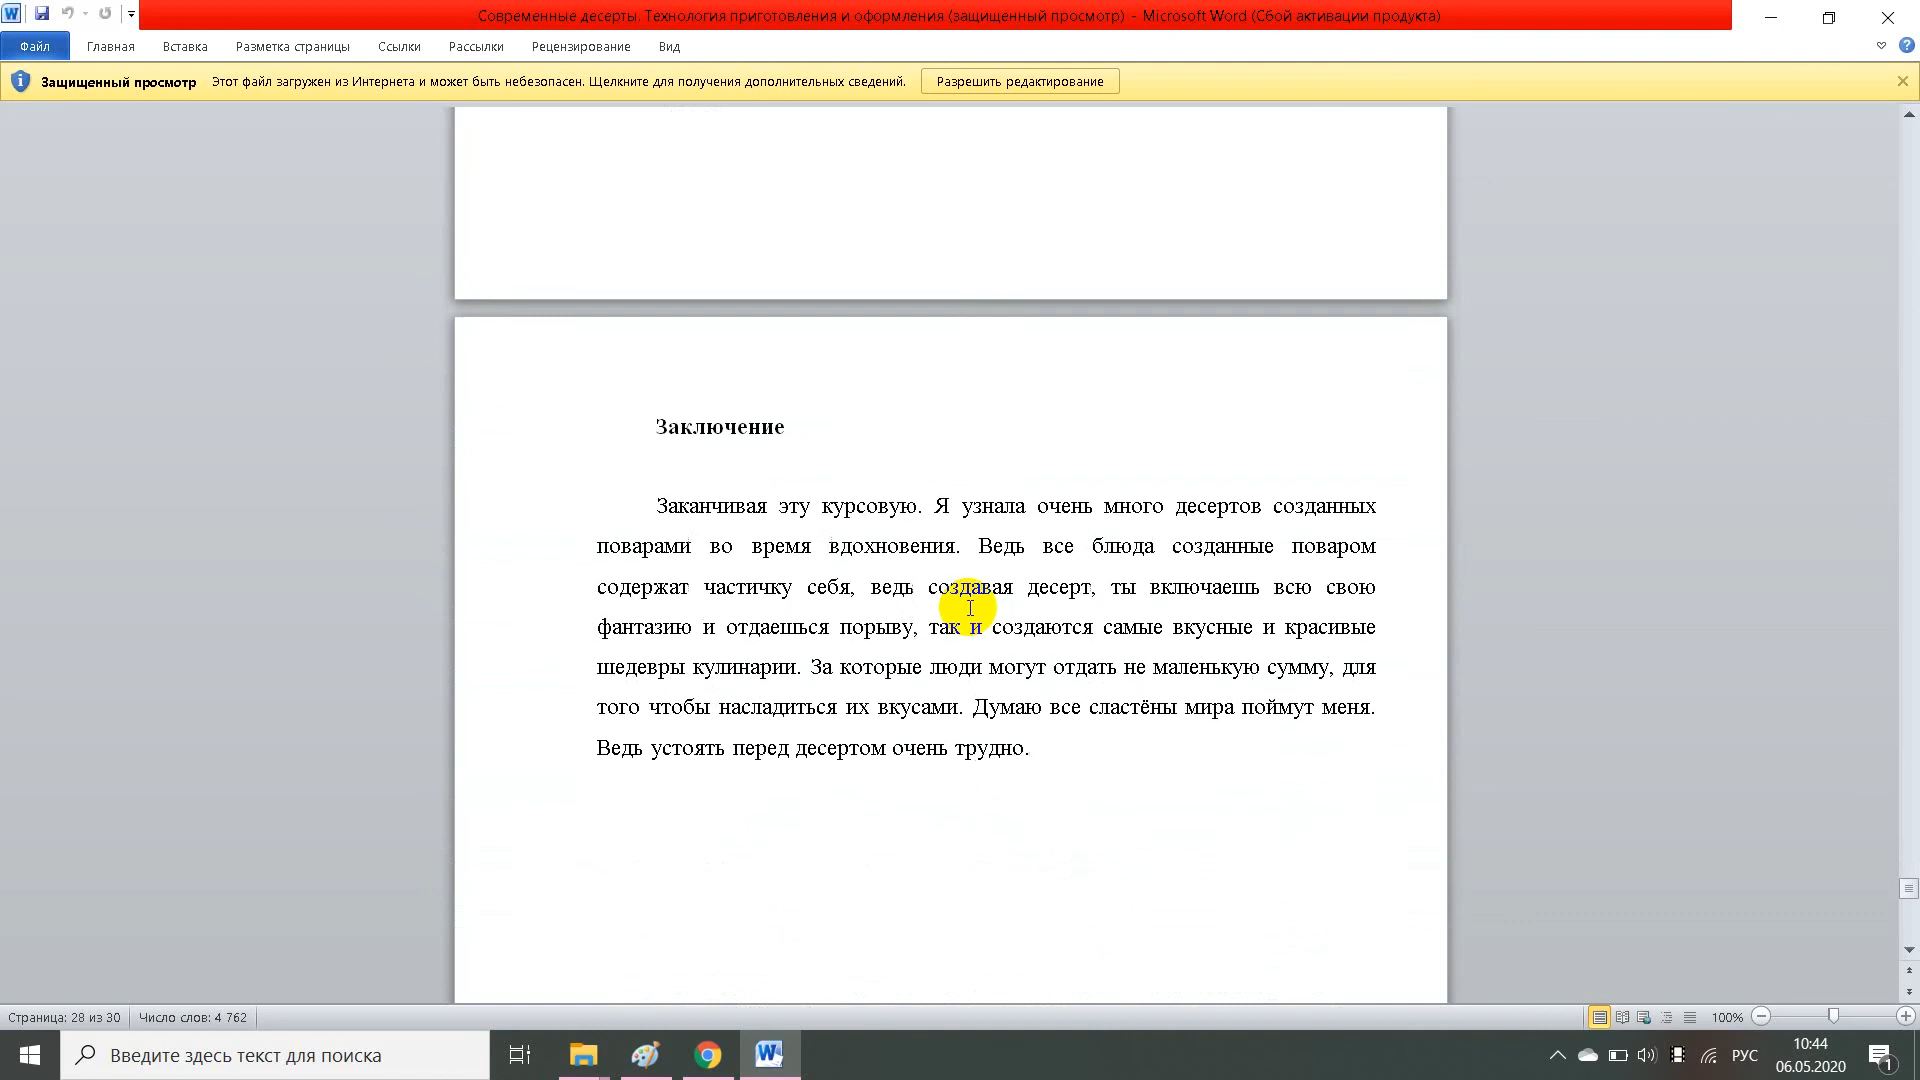 Современные десерты. Технология приготовления и оформления (защищенный просмотр) - Microsoft Word (Сбой активации продукта)
Файл Главная Вставка Разметка страницы Ссылки Рассылки Рецензирование Вид
Защищенный просмотр Этот файл загружен из Интернета и может быть небезопасен. Щелкните для получения дополнительных сведений. Разрешить редактирование
Заключение
Заканчивая эту курсовую. Я узнала очень много десертов созданных
поварами во время вдохновения. Ведь все блюда созданные поваром
содержат частичку себя, ведь создавая десерт, ты включаешь всю свою
фантазию и отдаешься порыву, так и создаются самые вкусные и красивые
шедевры кулинарии. За которые люди могут отдать не маленькую сумму, для
того чтобы насладиться их вкусами. Думаю все сластёны мира поймут меня.
Ведь устоять перед десертом очень трудно.
Страница: 28 из 30 Число слов: 4 762 100%
Введите здесь текст для поиска РУС 10:44
06.05.2020 1